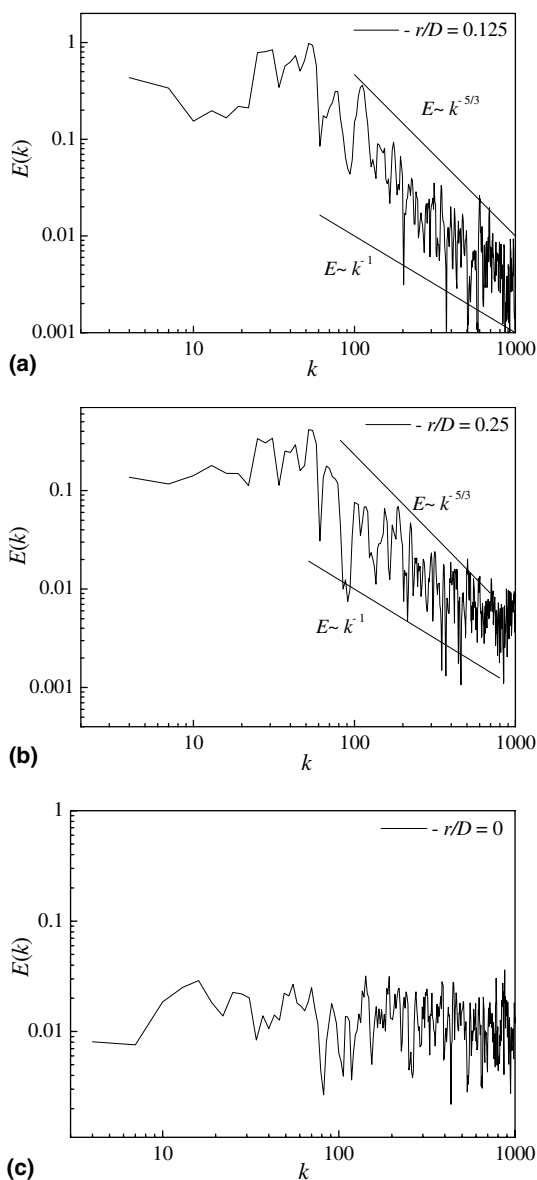 1
- r/D = 0.125
E ~ k^-5/3
0.1
E(k)
0.01
E ~ k^-1
0.001
10
100
1000
(a)
k
- r/D = 0.25
0.1
E ~ k^-5/3
E(k)
0.01
E ~ k^-1
0.001
10
100
1000
(b)
k
1
- r/D = 0
0.1
E(k)
0.01
10
100
1000
(c)
k